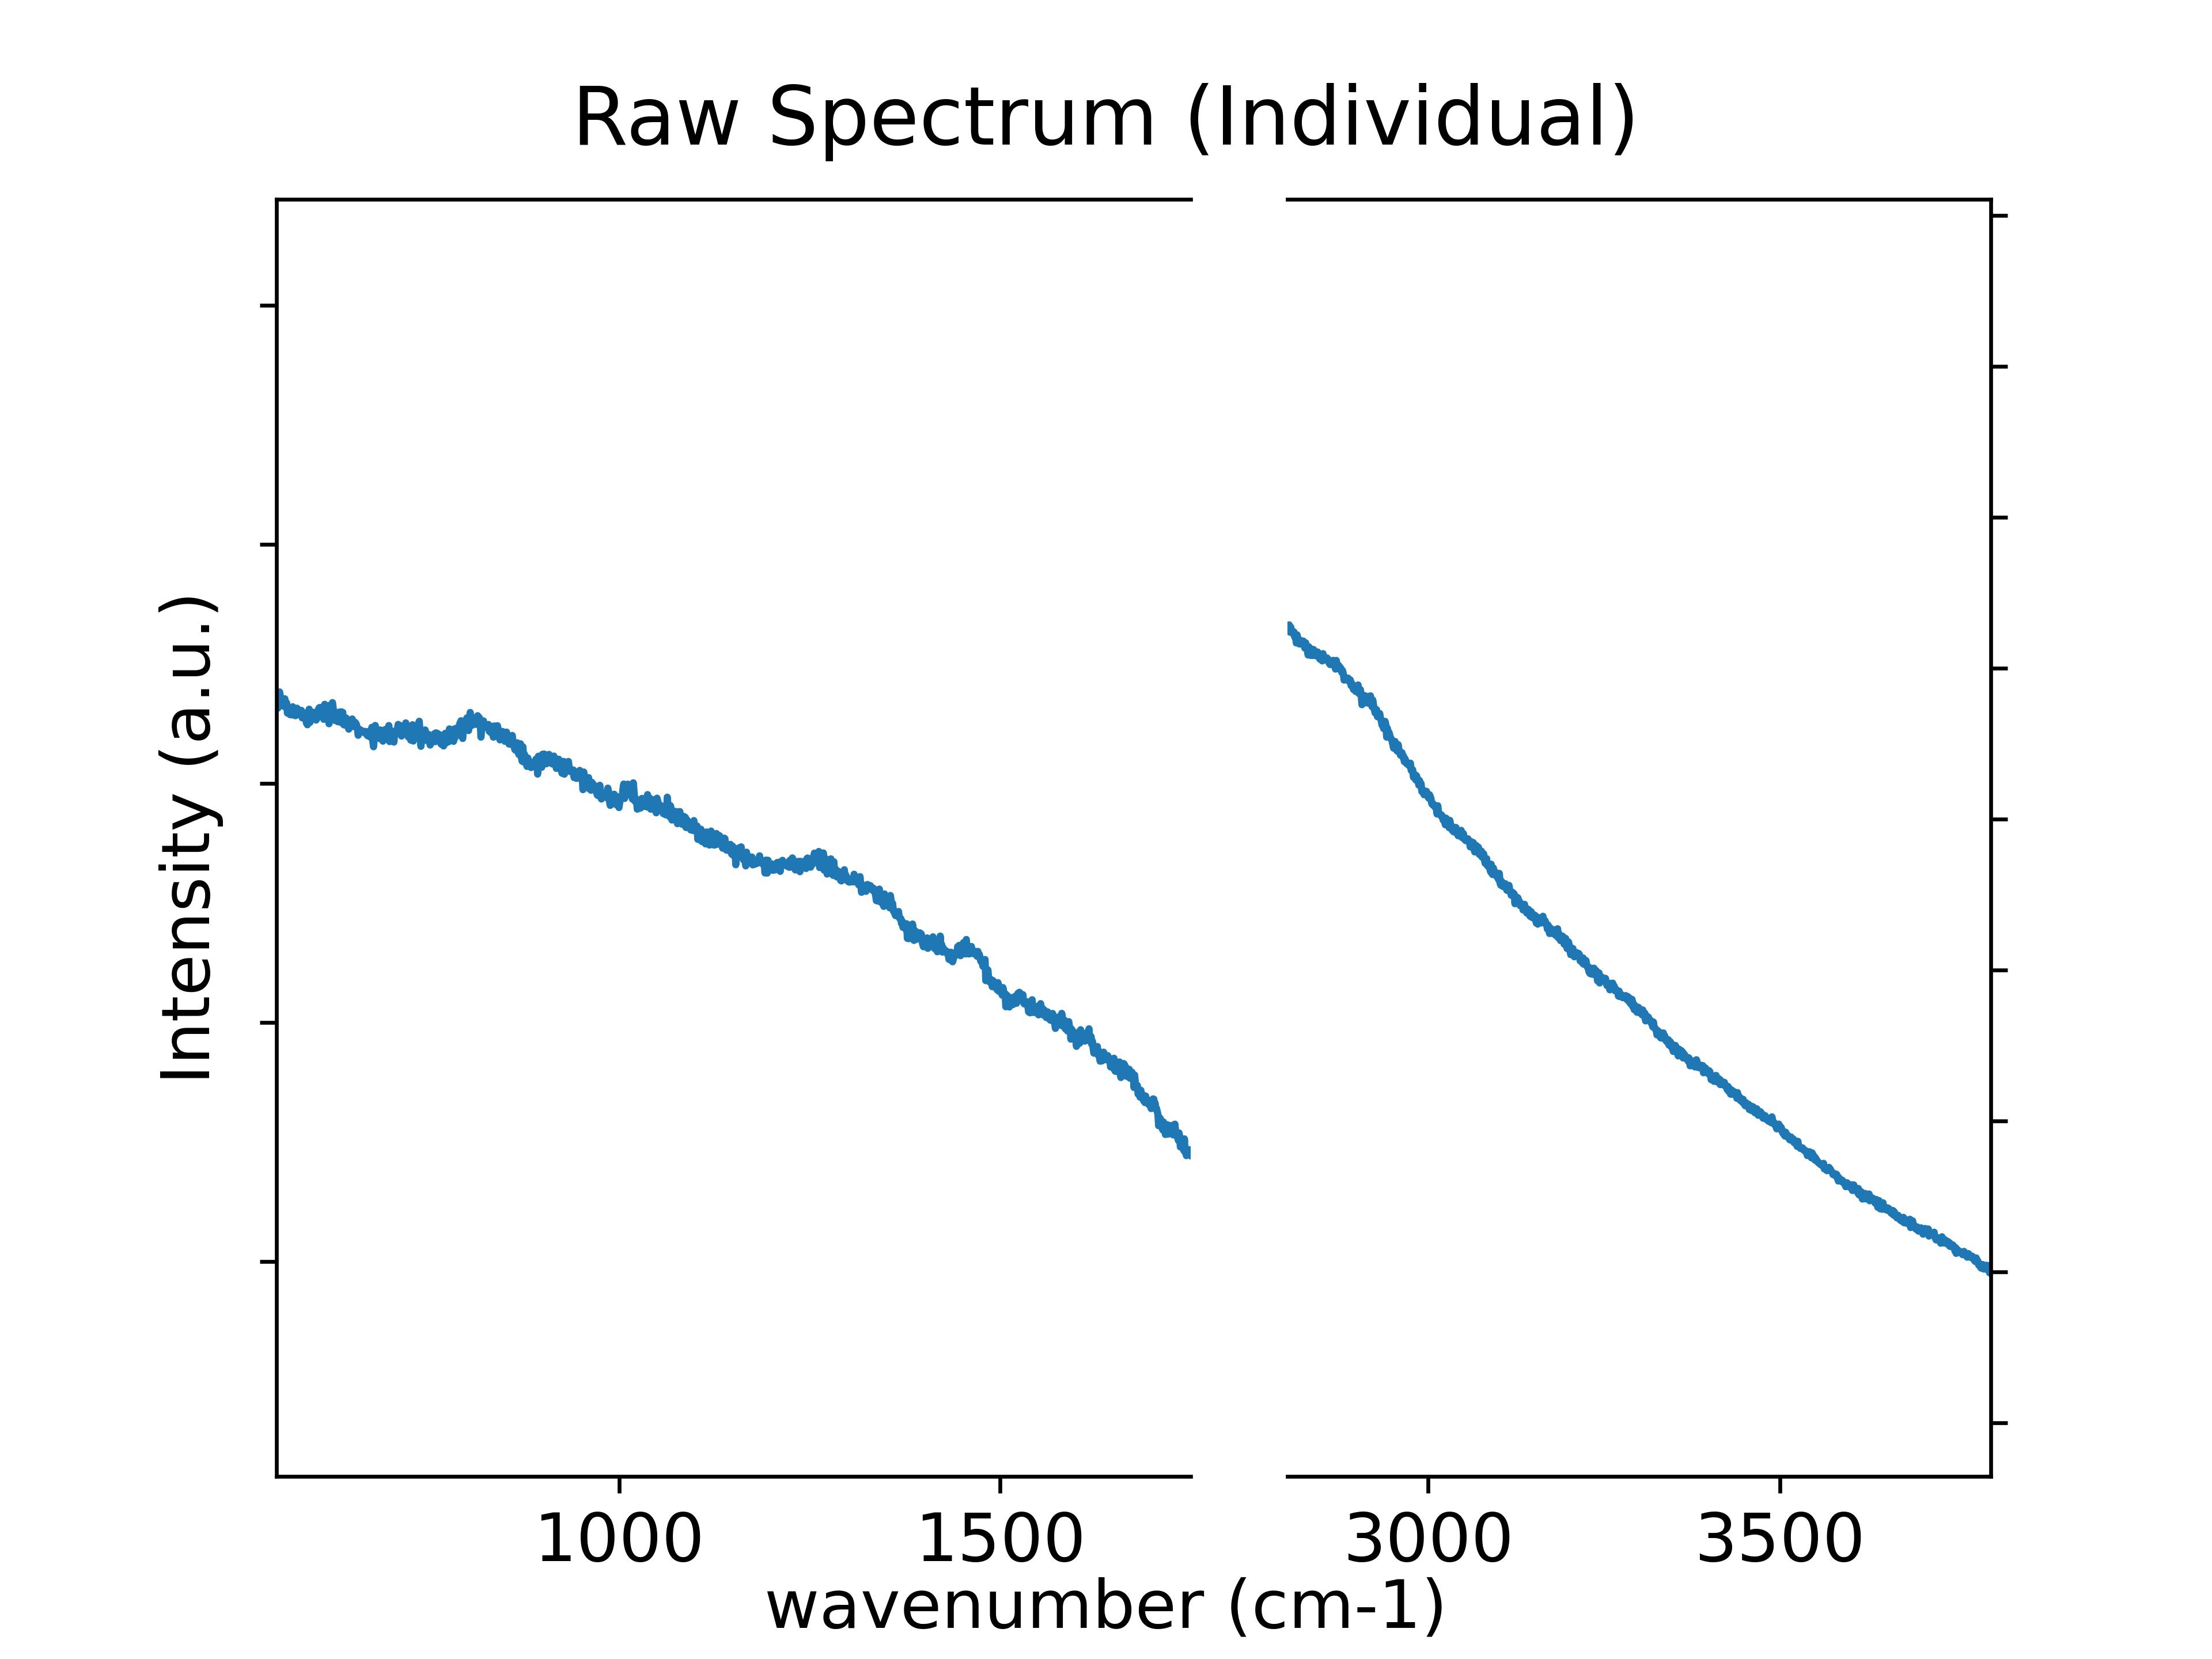 Raw Spectrum (Individual)
Intensity (a.u.)
1000 1500 3000 3500
wavenumber (cm-1)